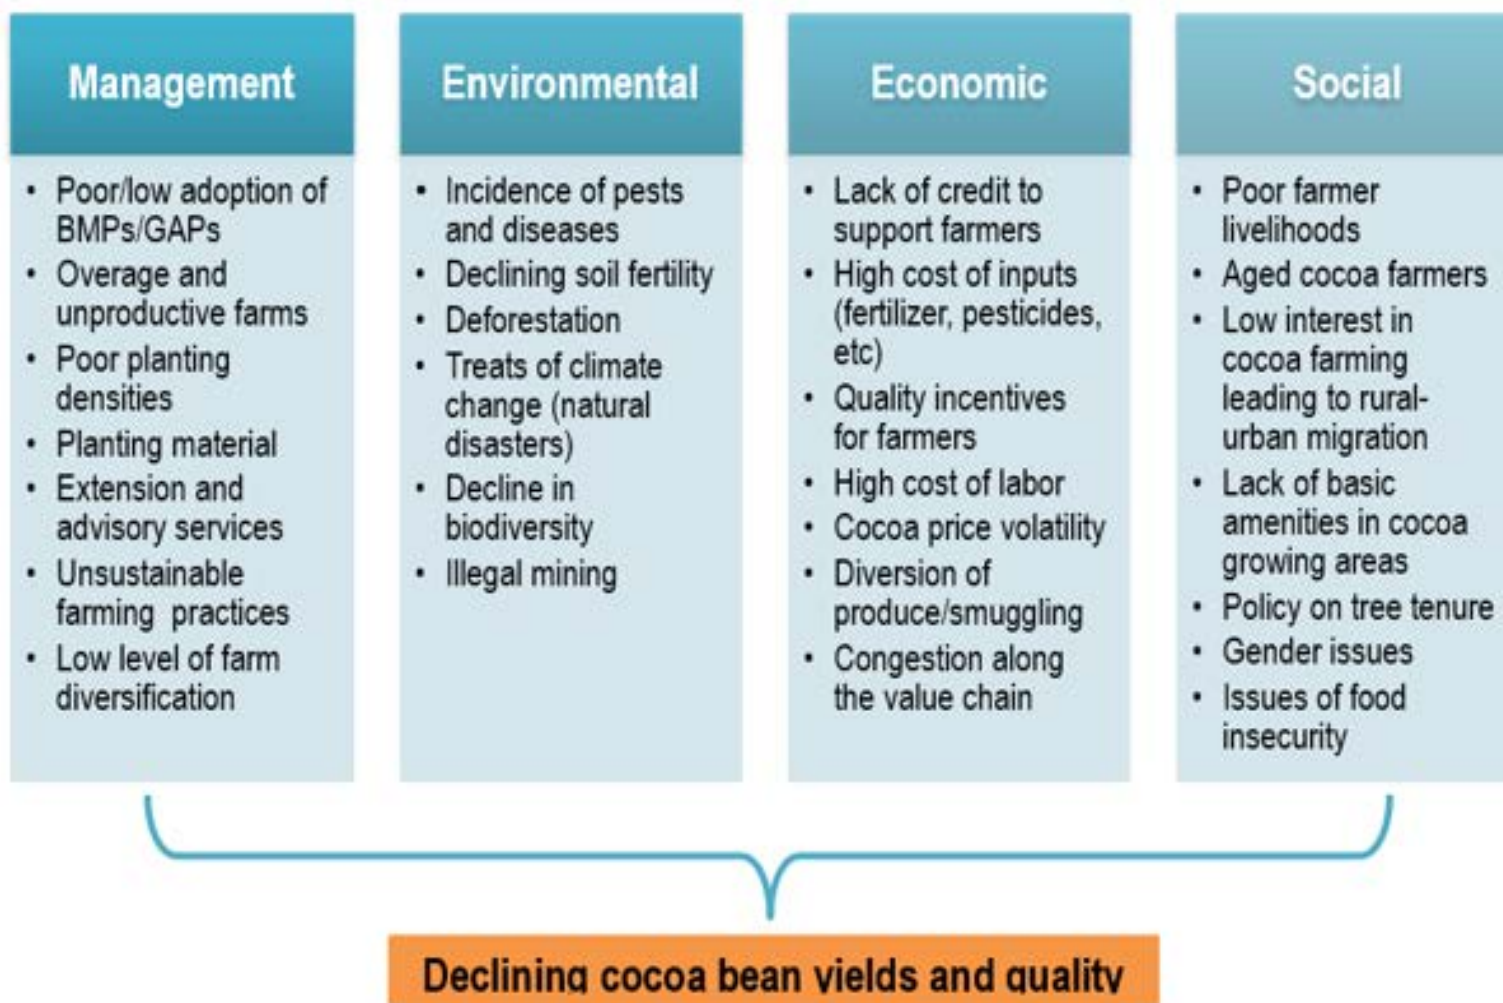 Management
• Poor/low adoption of
BMPs/GAPs
• Overage and
unproductive farms
• Poor planting
densities
• Planting material
• Extension and
advisory services
• Unsustainable
farming practices
• Low level of farm
diversification
Environmental
• Incidence of pests
and diseases
• Declining soil fertility
• Deforestation
• Treats of climate
change (natural
disasters)
• Decline in
biodiversity
• Illegal mining
Economic
• Lack of credit to
support farmers
• High cost of inputs
(fertilizer, pesticides,
etc)
• Quality incentives
for farmers
• High cost of labor
• Cocoa price volatility
• Diversion of
produce/smuggling
• Congestion along
the value chain
Social
• Poor farmer
livelihoods
• Aged cocoa farmers
• Low interest in
cocoa farming
leading to rural-
urban migration
• Lack of basic
amenities in cocoa
growing areas
• Policy on tree tenure
• Gender issues
• Issues of food
insecurity
Declining cocoa bean yields and quality